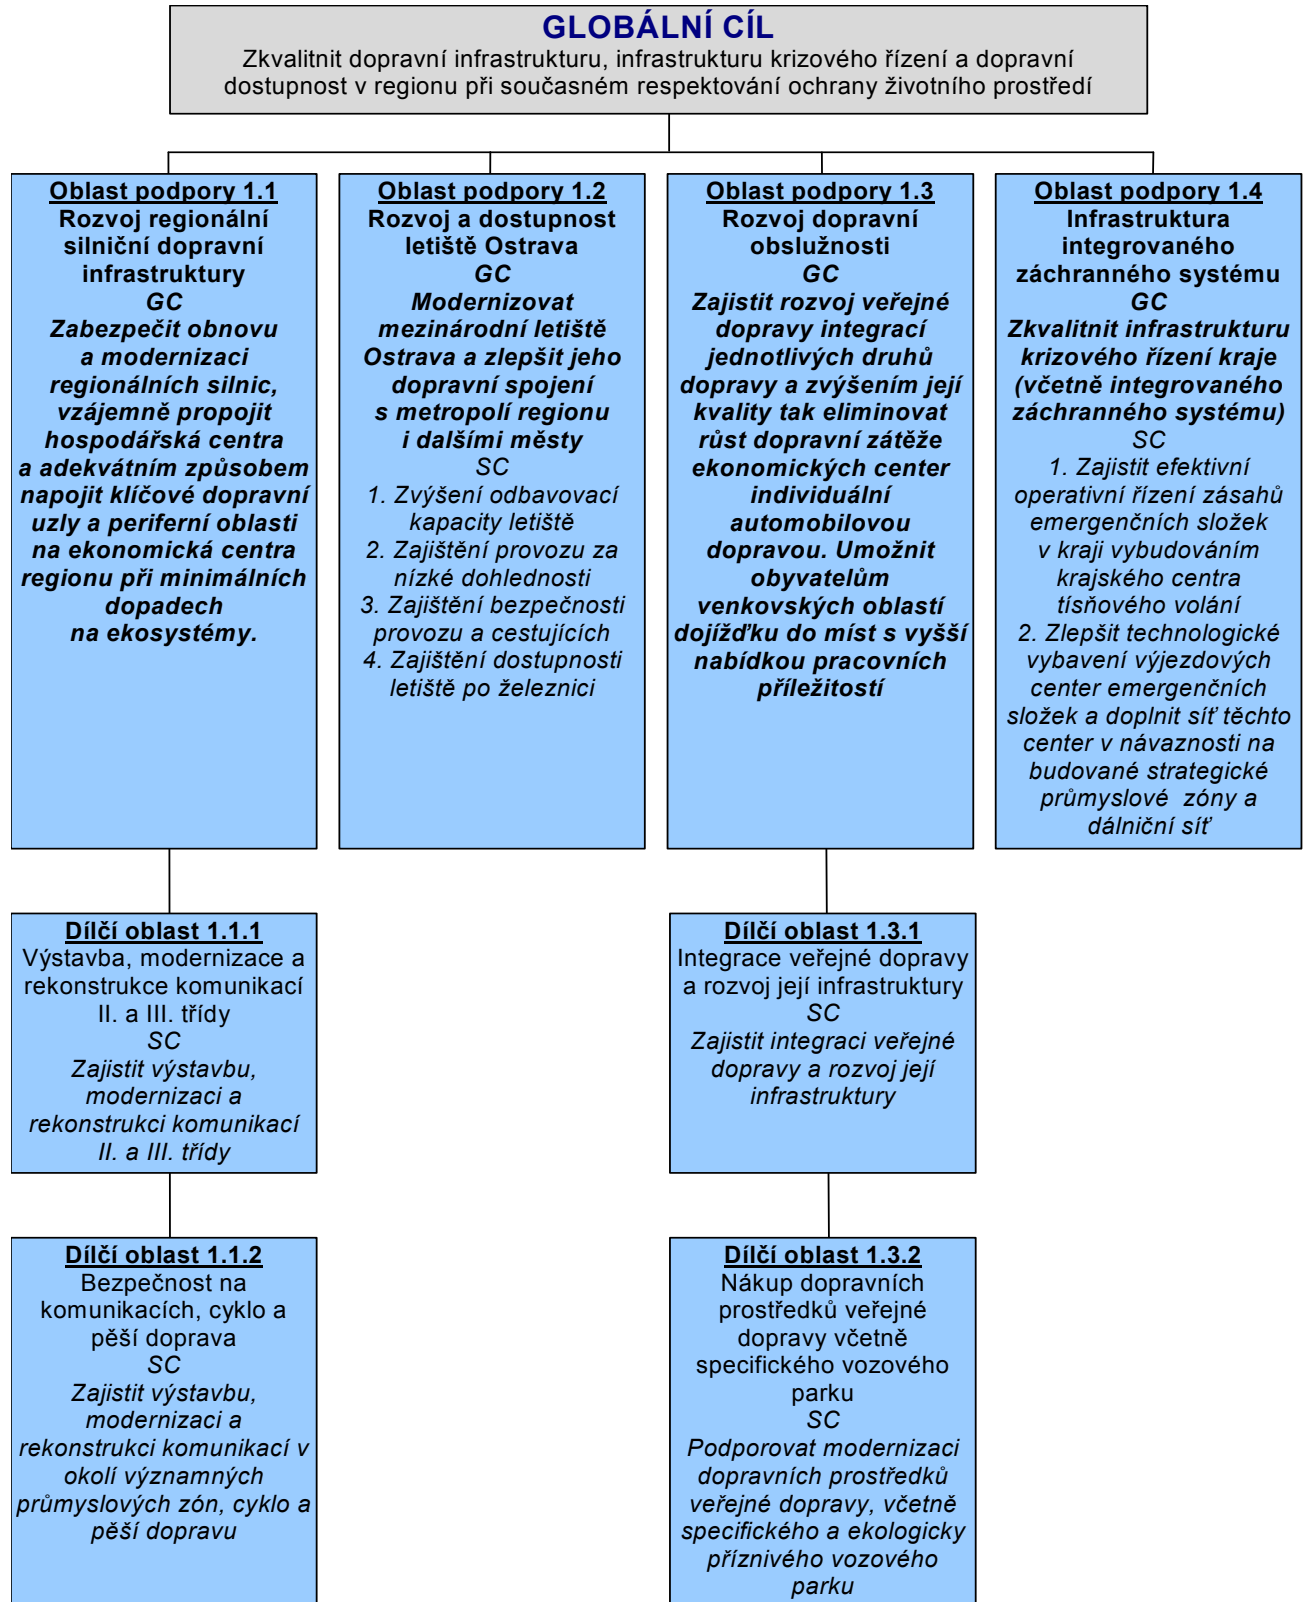 GLOBÁLNÍ CÍL
Zkvalitnit dopravní infrastrukturu, infrastrukturu krizového řízení a dopravní
dostupnost v regionu při současném respektování ochrany životního prostředí
Oblast podpory 1.1
Rozvoj regionální
silniční dopravní
infrastruktury
GC
Zabezpečit obnovu
a modernizaci
regionálních silnic,
vzájemně propojit
hospodářská centra
a adekvátním způsobem
napojit klíčové dopravní
uzly a periferní oblasti
na ekonomická centra
regionu při minimálních
dopadech
na ekosystémy.
Oblast podpory 1.2
Rozvoj a dostupnost
letiště Ostrava
GC
Modernizovat
mezinárodní letiště
Ostrava a zlepšit jeho
dopravní spojení
s metropolí regionu
i dalšími městy
SC
1. Zvýšení odbavovací
kapacity letiště
2. Zajištění provozu za
nízké dohlednosti
3. Zajištění bezpečnosti
provozu a cestujících
4. Zajištění dostupnosti
letiště po železnici
Oblast podpory 1.3
Rozvoj dopravní
obslužnosti
GC
Zajistit rozvoj veřejné
dopravy integrací
jednotlivých druhů
dopravy a zvýšením její
kvality tak eliminovat
růst dopravní zátěže
ekonomických center
individuální
automobilovou
dopravou. Umožnit
obyvatelům
venkovských oblastí
dojížďku do míst s vyšší
nabídkou pracovních
příležitostí
Oblast podpory 1.4
Infrastruktura
integrovaného
záchranného systému
GC
Zkvalitnit infrastrukturu
krizového řízení kraje
(včetně integrovaného
záchranného systému)
SC
1. Zajistit efektivní
operativní řízení zásahů
emergenčních složek
v kraji vybudováním
krajského centra
tísňového volání
2. Zlepšit technologické
vybavení výjezdových
center emergenčních
složek a doplnit síť těchto
center v návaznosti na
budované strategické
průmyslové zóny a
dálniční síť
Dílčí oblast 1.1.1
Výstavba, modernizace a
rekonstrukce komunikací
II. a III. třídy
SC
Zajistit výstavbu,
modernizaci a
rekonstrukci komunikací
II. a III. třídy
Dílčí oblast 1.3.1
Integrace veřejné dopravy
a rozvoj její infrastruktury
SC
Zajistit integraci veřejné
dopravy a rozvoj její
infrastruktury
Dílčí oblast 1.1.2
Bezpečnost na
komunikacích, cyklo a
pěší doprava
SC
Zajistit výstavbu,
modernizaci a
rekonstrukci komunikací v
okolí významných
průmyslových zón, cyklo a
pěší dopravu
Dílčí oblast 1.3.2
Nákup dopravních
prostředků veřejné
dopravy včetně
specifického vozového
parku
SC
Podporovat modernizaci
dopravních prostředků
veřejné dopravy, včetně
specifického a ekologicky
příznivého vozového
parku